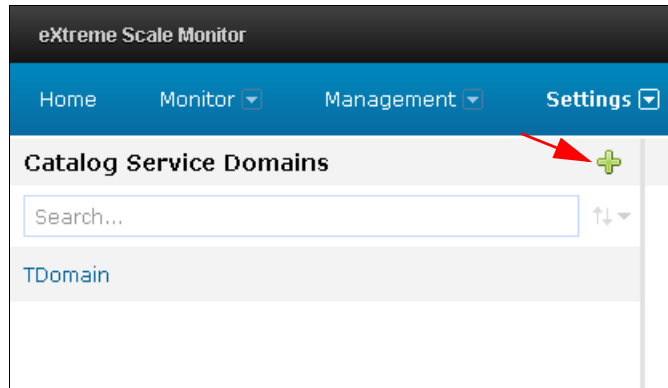 eXtreme Scale Monitor
Home Monitor Management Settings
Catalog Service Domains
Search...
TDomain